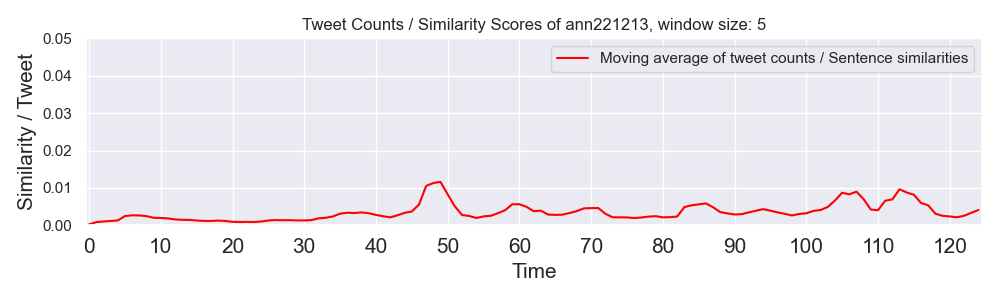 Tweet Counts / Similarity Scores of ann221213, window size: 5
Moving average of tweet counts / Sentence similarities
Similarity / Tweet
0.05
0.04
0.03
0.02
0.01
0.00
0 10 20 30 40 50 60 70 80 90 100 110 120
Time